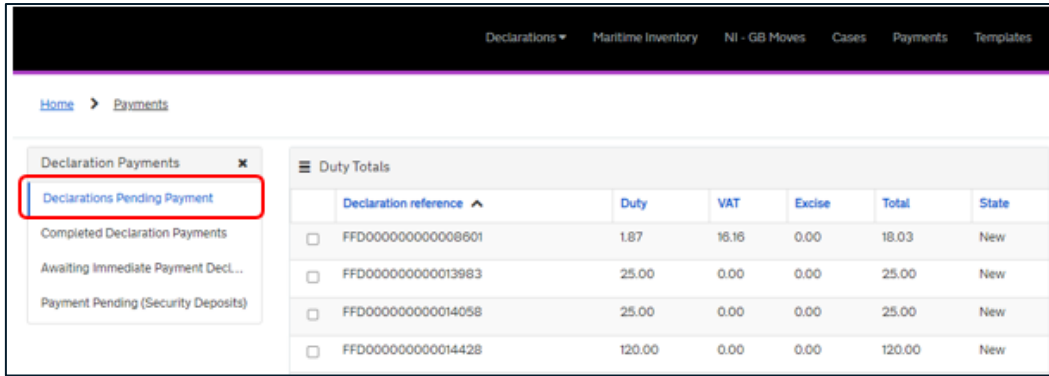 Declarations Maritime Inventory NI - GB Moves Cases Payments Templates
Home > Payments
Declaration Payments ×
Declarations Pending Payment
Completed Declaration Payments
Awaiting Immediate Payment Decl...
Payment Pending (Security Deposits)
Duty Totals
Declaration reference Duty VAT Excise Total State
FFD000000000008601 1.87 16.16 0.00 18.03 New
FFD000000000013983 25.00 0.00 0.00 25.00 New
FFD000000000014058 25.00 0.00 0.00 25.00 New
FFD000000000014428 120.00 0.00 0.00 120.00 New